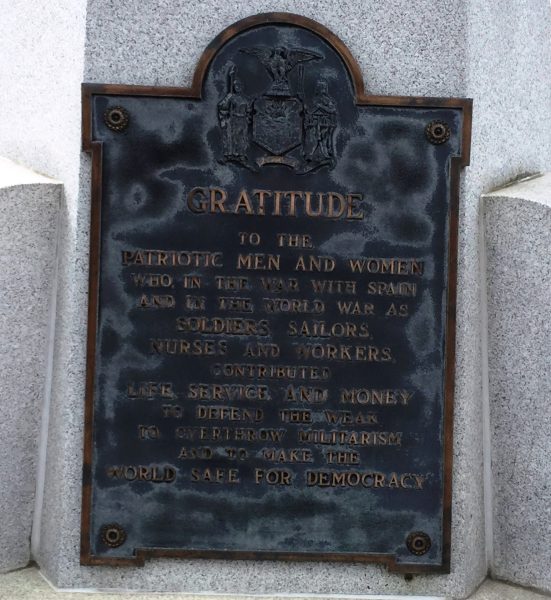 GRATITUDE
TO THE
PATRIOTIC MEN AND WOMEN
WHO, IN THE WAR WITH SPAIN
AND IN THE WORLD WAR AS
SOLDIERS, SAILORS,
NURSES AND WORKERS,
CONTRIBUTED
LIFE, SERVICE AND MONEY
TO DEFEND THE WEAK
TO OVERTHROW MILITARISM
AND TO MAKE THE
WORLD SAFE FOR DEMOCRACY